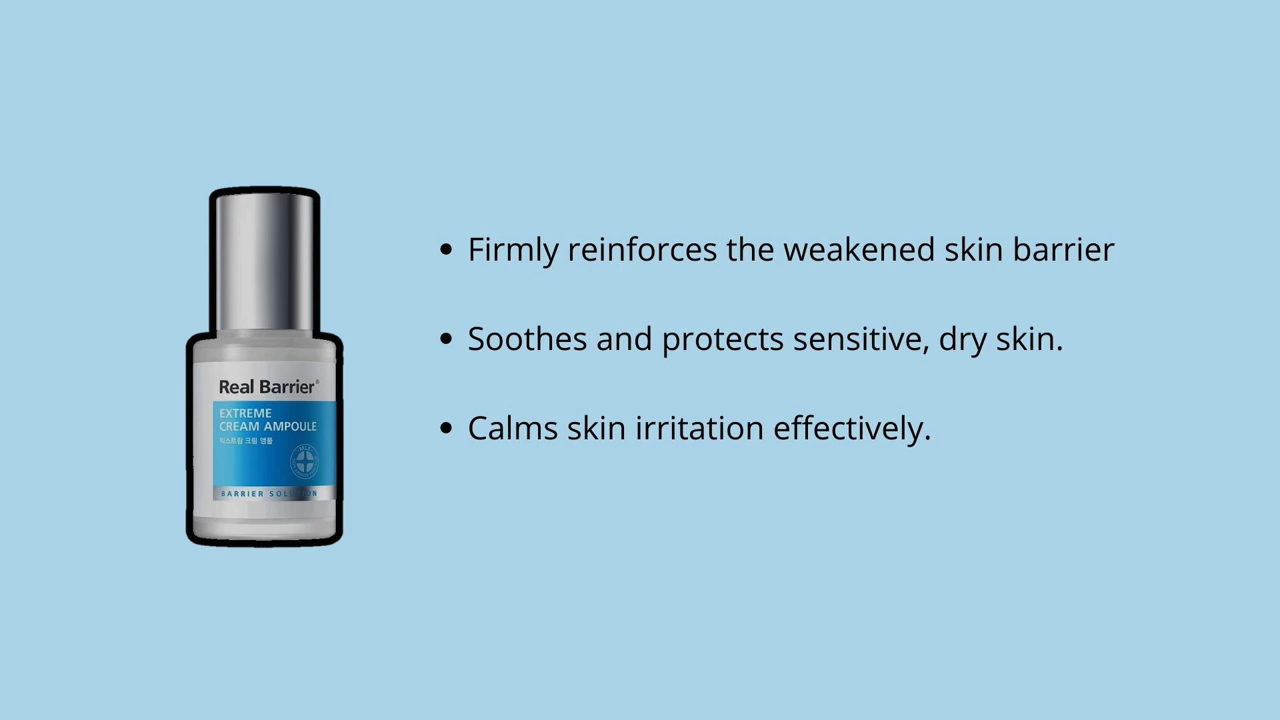 Real Barrier®
EXTREME
CREAM AMPOULE
익스트림 크림 앰플
BARRIER SOLUTION
• Firmly reinforces the weakened skin barrier
• Soothes and protects sensitive, dry skin.
• Calms skin irritation effectively.